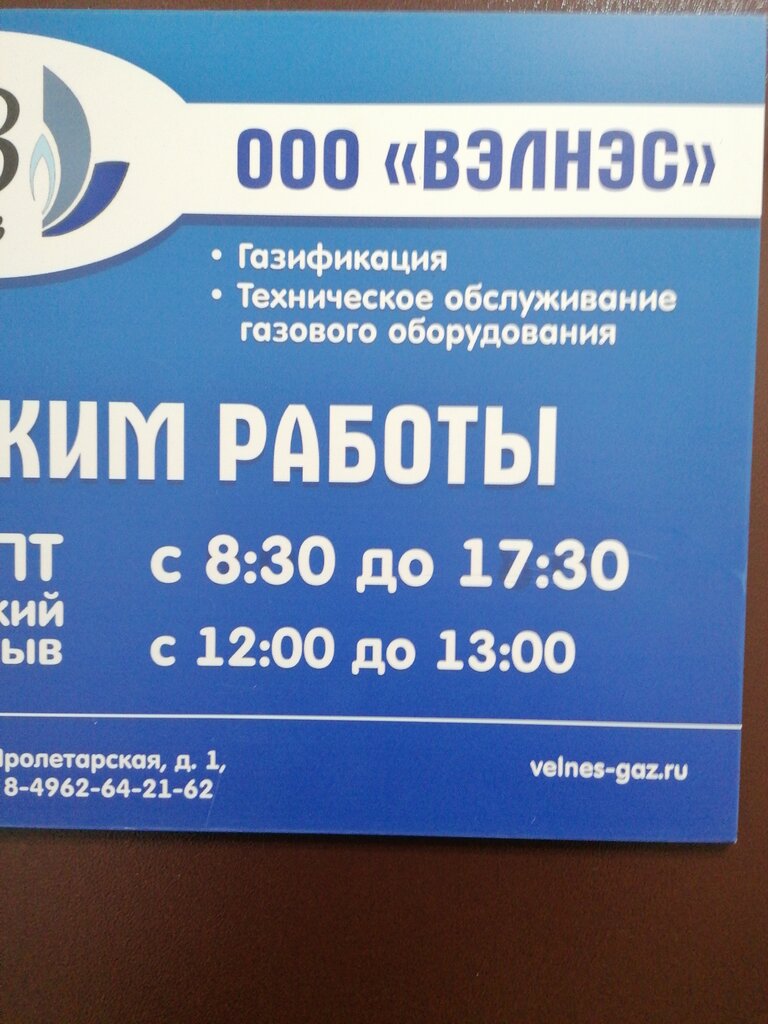 ООО «ВЭЛНЭС»
• Газификация
• Техническое обслуживание
газового оборудования
ЖИМ РАБОТЫ
ПТ с 8:30 до 17:30
кий
ыв с 12:00 до 13:00
Пролетарская, д. 1,
8-4962-64-21-62
velnes-gaz.ru